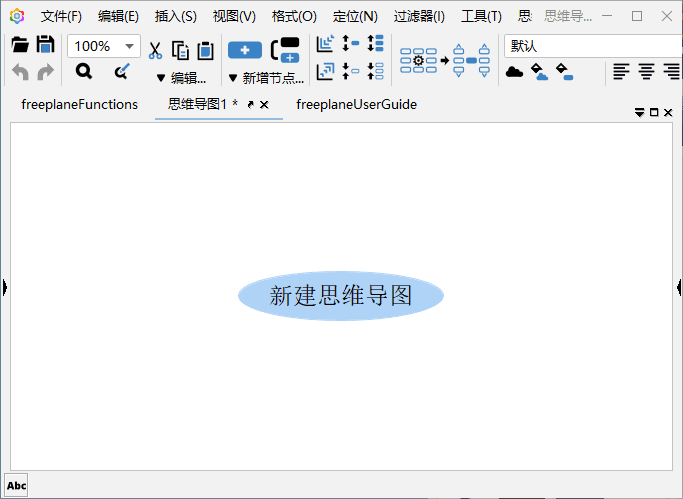 文件(F) 编辑(E) 插入(S) 视图(V) 格式(O) 定位(N) 过滤器(I) 工具(T) 思 思维导...
100%
默认
编辑...
新增节点...
freeplaneFunctions 思维导图1 * freeplaneUserGuide
新建思维导图
Abc